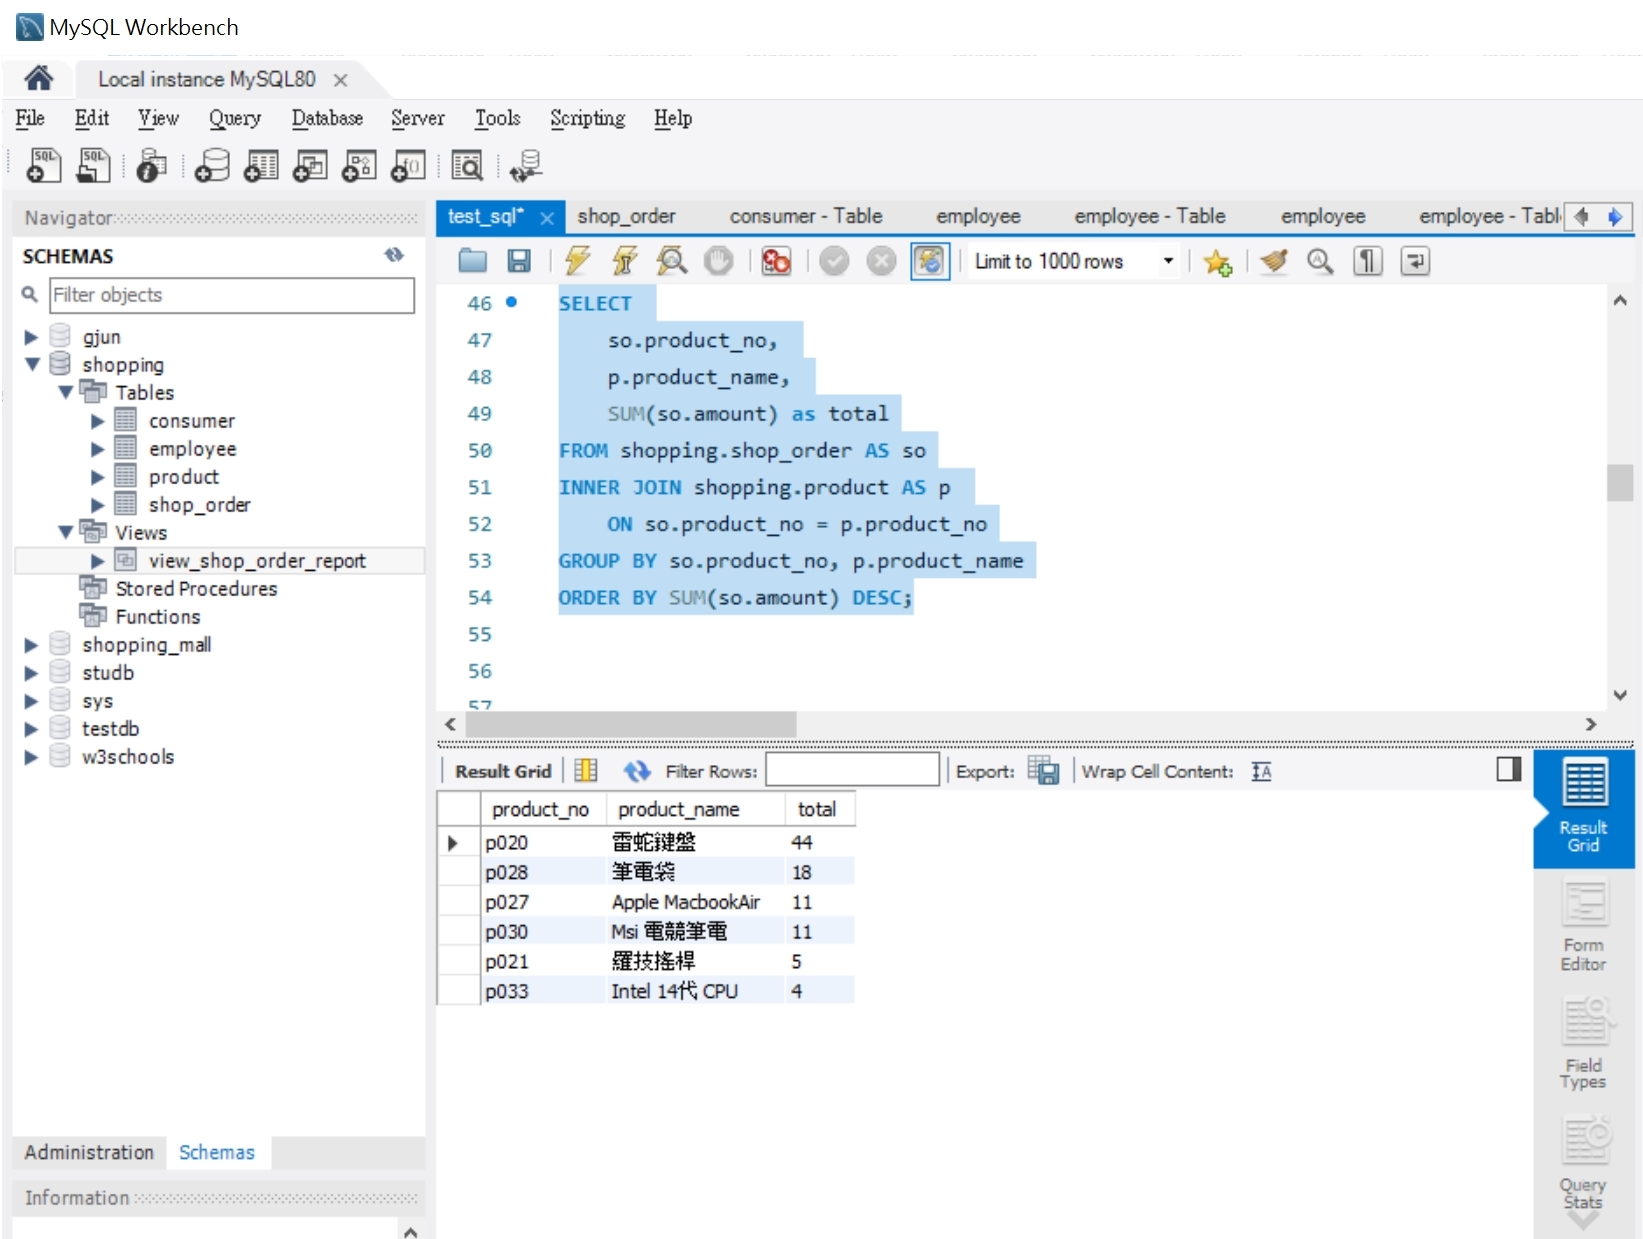 MySQL Workbench
Local instance MySQL80
File Edit View Query Database Server Tools Scripting Help
Navigator
SCHEMAS
Filter objects
gjun
shopping
Tables
consumer
employee
product
shop_order
Views
view_shop_order_report
Stored Procedures
Functions
shopping_mall
studb
sys
testdb
w3schools
Administration Schemas
Information
test_sql* shop_order consumer - Table employee employee - Table employee employee - Tabl
Limit to 1000 rows
46 SELECT
47 so.product_no,
48 p.product_name,
49 SUM(so.amount) as total
50 FROM shopping.shop_order AS so
51 INNER JOIN shopping.product AS p
52 ON so.product_no = p.product_no
53 GROUP BY so.product_no, p.product_name
54 ORDER BY SUM(so.amount) DESC;
55
56
57
Result Grid Filter Rows: Export: Wrap Cell Content:
product_no product_name total
p020 雷蛇鍵盤 44
p028 筆電袋 18
p027 Apple MacbookAir 11
p030 Msi 電競筆電 11
p021 羅技搖桿 5
p033 Intel 14代 CPU 4
Result
Grid
Form
Editor
Field
Types
Query
Stats